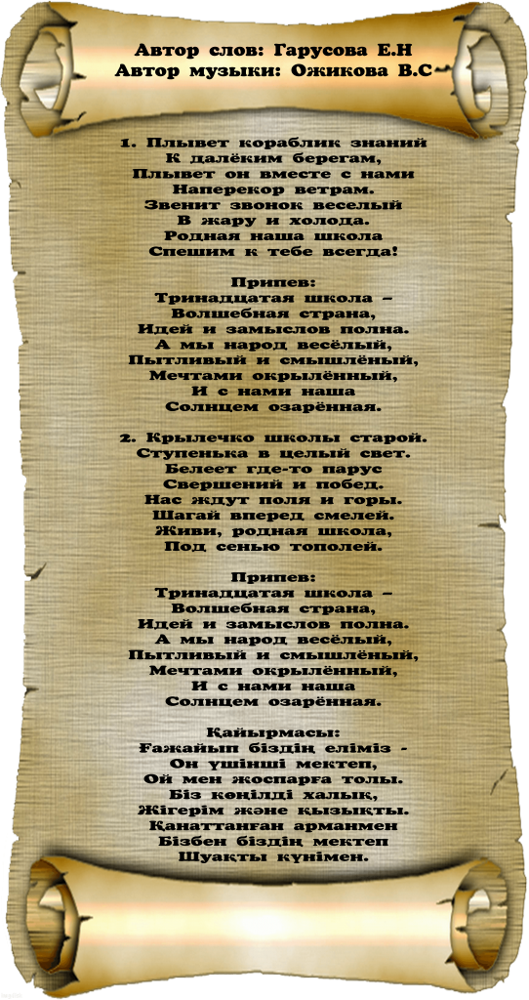 Автор слов: Гарусова Е.Н
Автор музыки: Ожикова В.С
1. Плывет кораблик знаний
К далёким берегам,
Плывет он вместе с нами
Наперекор ветрам.
Звенит звонок веселый
В жару и холода.
Родная наша школа
Спешим к тебе всегда!
Припев:
Тринадцатая школа –
Волшебная страна,
Идей и замыслов полна.
А мы народ весёлый,
Пытливый и смышлёный,
Мечтами окрылённый,
И с нами наша
Солнцем озарённая.
2. Крылечко школы старой.
Ступенька в целый свет.
Белеет где-то парус
Свершений и побед.
Нас ждут поля и горы.
Шагай вперед смелей.
Живи, родная школа,
Под сенью тополей.
Припев:
Тринадцатая школа –
Волшебная страна,
Идей и замыслов полна.
А мы народ весёлый,
Пытливый и смышлёный,
Мечтами окрылённый,
И с нами наша
Солнцем озарённая.
Қайырмасы:
Ғажайып біздің еліміз -
Он үшінші мектеп,
Ой мен жоспарға толы.
Біз көңілді халық,
Жігерім және қызықты.
Қанаттанған арманмен
Бізбен біздің мектеп
Шуақты күнімен.